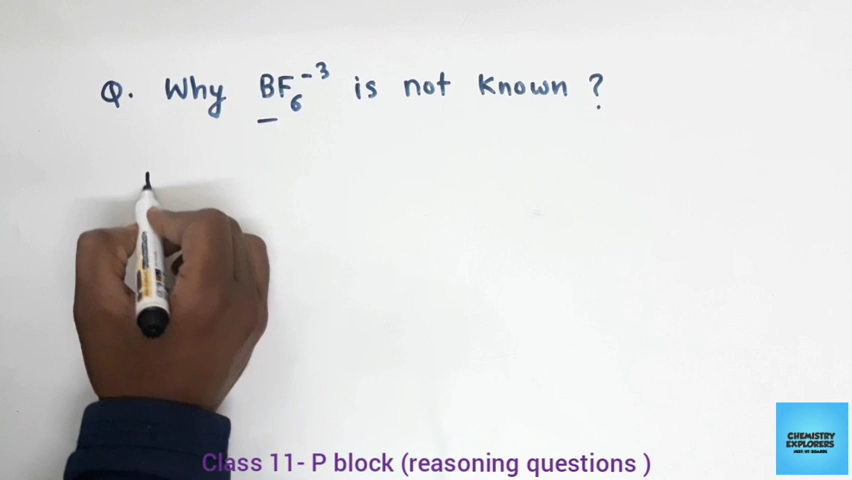 Q. Why BF₆⁻³ is not known ?
CHEMISTRY
EXPLORERS
Class 11- P block (reasoning questions )